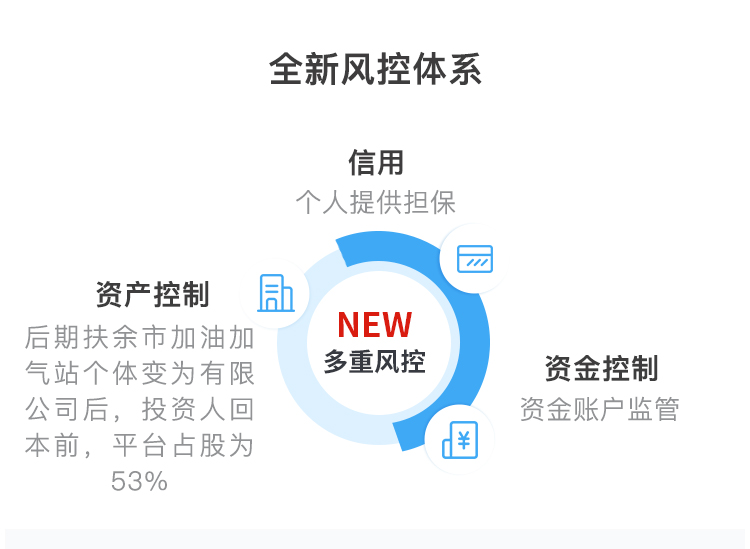 全新风控体系
信用
个人提供担保
资产控制
后期扶余市加油加
气站个体变为有限
公司后，投资人回
本前，平台占股为
53%
NEW
多重风控
资金控制
资金账户监管
¥